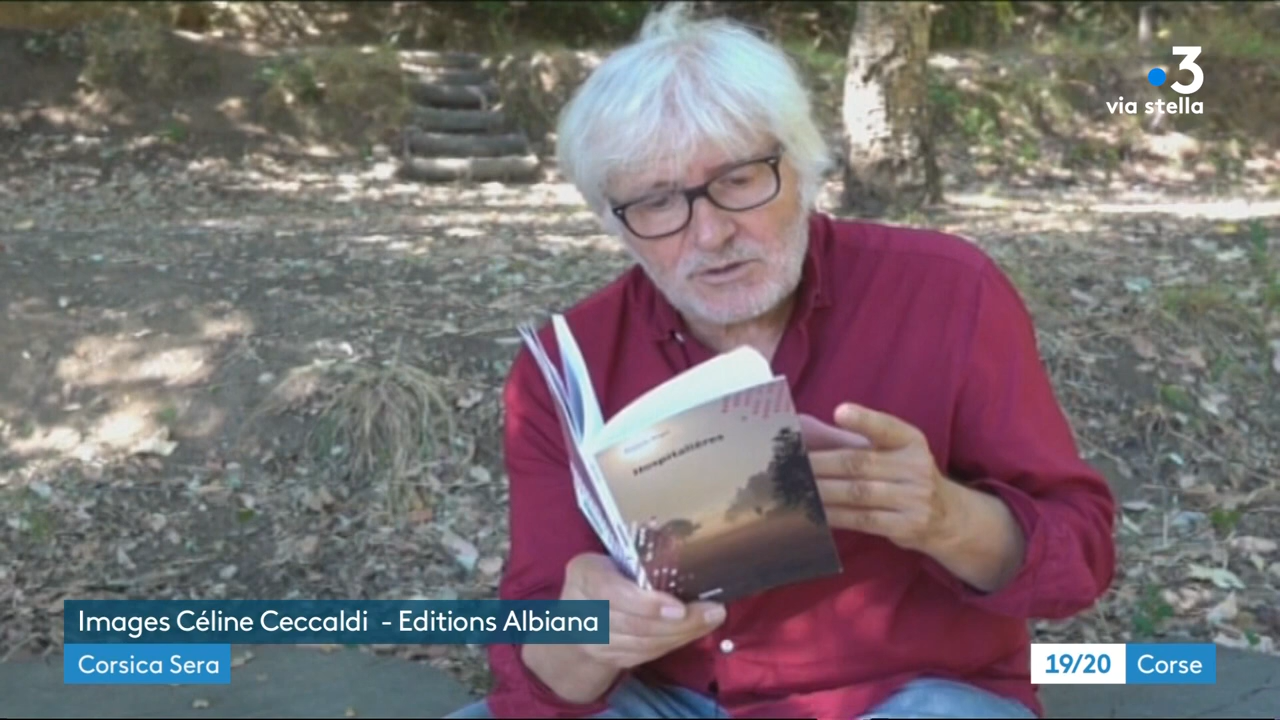 3
via stella
Hospitalières
Images Céline Ceccaldi - Editions Albiana
Corsica Sera
19/20 Corse